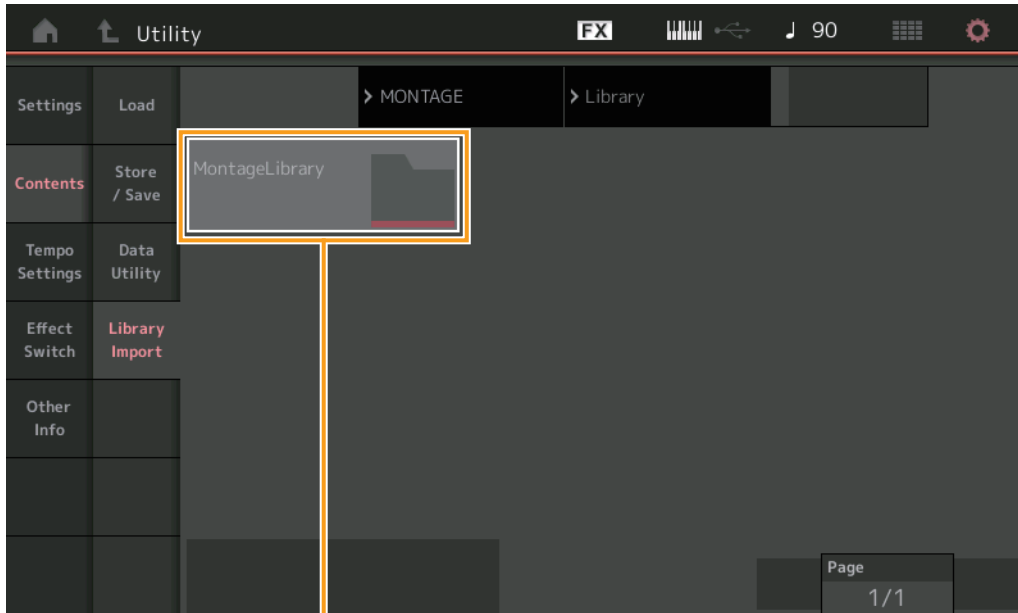 Utility
FX
90
> MONTAGE
> Library
Settings
Load
Contents
Store
/ Save
MontageLibrary
Tempo
Settings
Data
Utility
Effect
Switch
Library
Import
Other
Info
Page
1/1